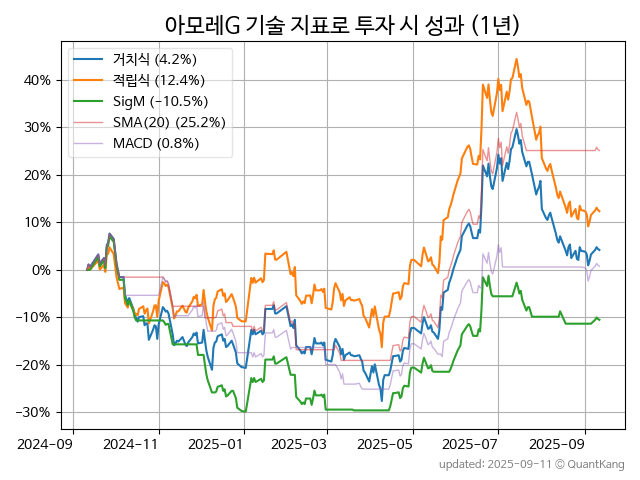 아모레G 기술 지표로 투자 시 성과 (1년)
거치식 (4.2%)
적립식 (12.4%)
SigM (−10.5%)
SMA(20) (25.2%)
MACD (0.8%)
40%
30%
20%
10%
0%
−10%
−20%
−30%
2024-09
2024-11
2025-01
2025-03
2025-05
2025-07
2025-09
updated: 2025-09-11 © QuantKang